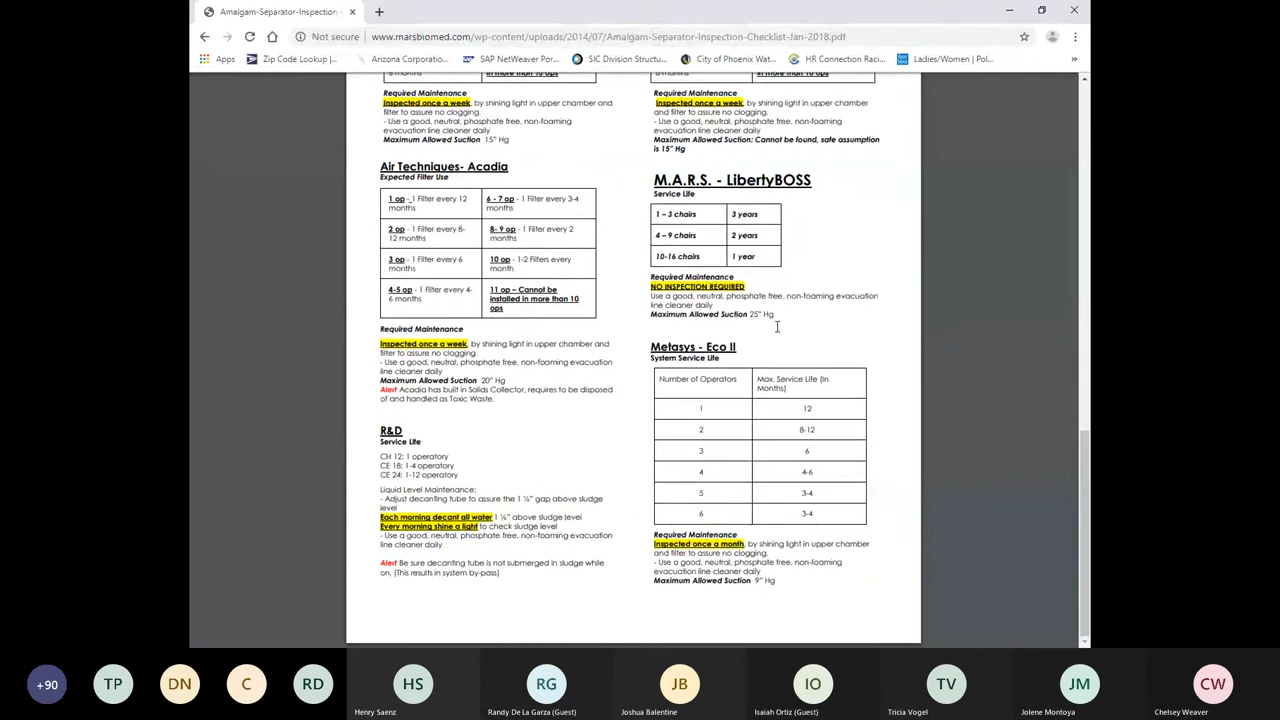 Amalgam-Separator-Inspection-
Not secure
www.marsbiomed.com/wp-content/uploads/2014/07/Amalgam-Separator-Inspection-Checklist-Jan-2018.pdf
Apps
Zip Code Lookup |...
Arizona Corporatio...
SAP NetWeaver Por...
SIC Division Structu...
City of Phoenix Wat...
HR Connection Raci...
Ladies/Women | Pol...
in more than 10 ops
Required Maintenance
Inspected once a week, by shining light in upper chamber and
filter to assure no clogging.
- Use a good, neutral, phosphate free, non-foaming
evacuation line cleaner daily
Maximum Allowed Suction 15" Hg
Air Techniques- Acadia
Expected Filter Use
1 op - 1 Filter every 12
months
6 - 7 op - 1 Filter every 3-4
months
2 op - 1 Filter every 8-
12 months
8- 9 op - 1 Filter every 2
months
3 op - 1 Filter every 6
months
10 op - 1-2 Filters every
month
4-5 op - 1 Filter every 4-
6 months
11 op – Cannot be
installed in more than 10
ops
Required Maintenance
Inspected once a week, by shining light in upper chamber and
filter to assure no clogging.
- Use a good, neutral, phosphate free, non-foaming evacuation
line cleaner daily
Maximum Allowed Suction 20" Hg
Alert Acadia has built in Solids Collector, requires to be disposed
of and handled as Toxic Waste.
R&D
Service Life
CH 12: 1 operatory
CE 18: 1-4 operatory
CE 24: 1-12 operatory
Liquid Level Maintenance:
- Adjust decanting tube to assure the 1 ½" gap above sludge
level
Each morning decant all water 1 ½" above sludge level
Every morning shine a light to check sludge level
- Use a good, neutral, phosphate free, non-foaming evacuation
line cleaner daily
Alert Be sure decanting tube is not submerged in sludge while
on. (This results in system by-pass)
in more than 10 ops
Required Maintenance
Inspected once a week, by shining light in upper chamber
and filter to assure no clogging.
- Use a good, neutral, phosphate free, non-foaming
evacuation line cleaner daily
Maximum Allowed Suction: Cannot be found, safe assumption
is 15" Hg
M.A.R.S. - LibertyBOSS
Service Life
1 – 3 chairs 3 years
4 – 9 chairs 2 years
10-16 chairs 1 year
Required Maintenance
NO INSPECTION REQUIRED
Use a good, neutral, phosphate free, non-foaming evacuation
line cleaner daily
Maximum Allowed Suction 25" Hg
Metasys - Eco II
System Service Life
Number of Operators
Max. Service Life (in
Months)
1 12
2 8-12
3 6
4 4-6
5 3-4
6 3-4
Required Maintenance
Inspected once a month, by shining light in upper chamber
and filter to assure no clogging.
- Use a good, neutral, phosphate free, non-foaming
evacuation line cleaner daily
Maximum Allowed Suction 9" Hg
+90
TP
DN
C
RD
HS
Henry Saenz
RG
Randy De La Garza (Guest)
JB
Joshua Balentine
IO
Isaiah Ortiz (Guest)
TV
Tricia Vogel
JM
Jolene Montoya
CW
Chelsey Weaver